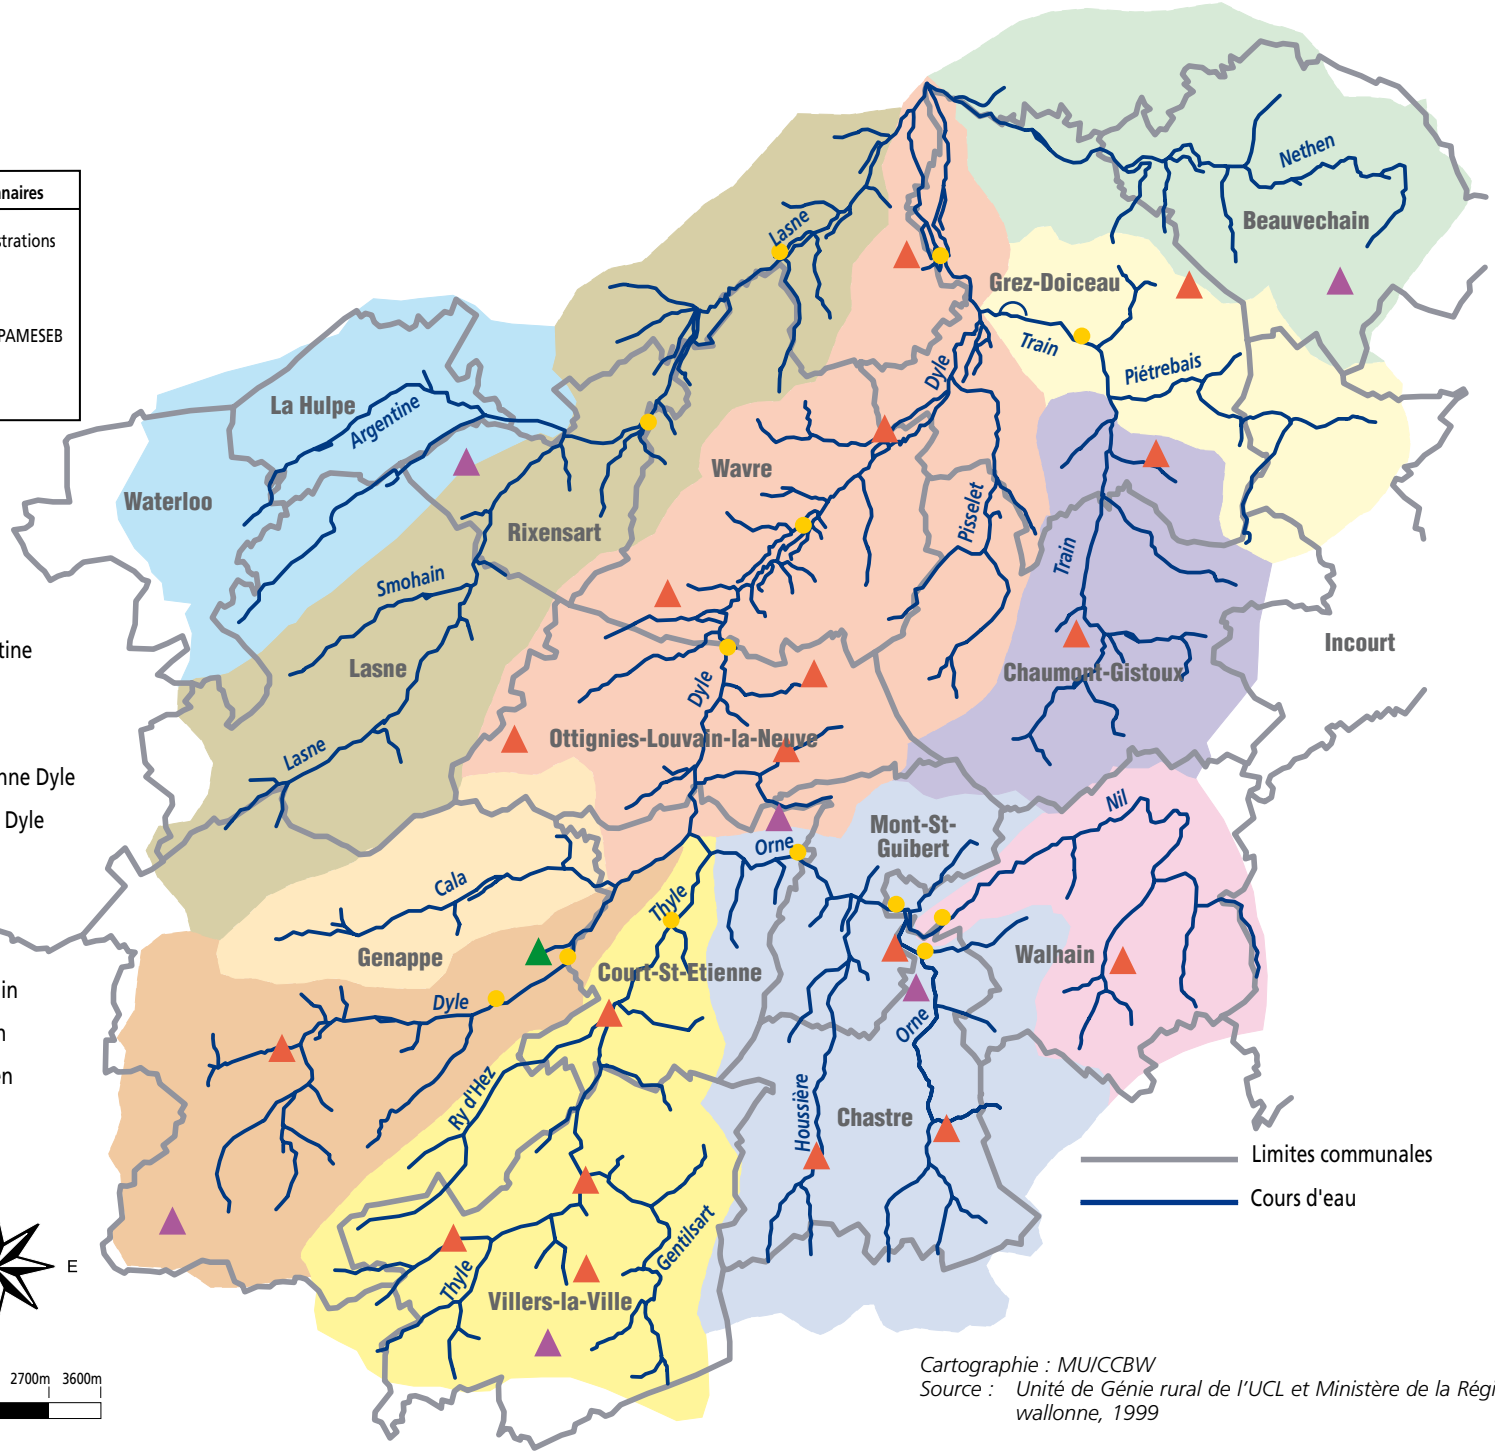 naires
strations
PAMESEB
tine
nne Dyle
Dyle
in
n
en
E
2700m 3600m
Nethen
Beauvechain
Lasne
Grez-Doiceau
Train
Dyle
Piétrebais
La Hulpe
Argentine
Waterloo
Wavre
Rixensart
Pisselet
Train
Smohain
Lasne
Incourt
Chaumont-Gistoux
Dyle
Ottignies-Louvain-la-Neuve
Lasne
Nil
Mont-St-
Guibert
Orne
Cala
Thyle
Genappe
Court-St-Etienne
Walhain
Dyle
Orne
Ry d'Hez
Houssière
Chastre
Gentilsart
Thyle
Villers-la-Ville
Limites communales
Cours d'eau
Cartographie : MU/CCBW
Source : Unité de Génie rural de l'UCL et Ministère de la Régi
wallonne, 1999